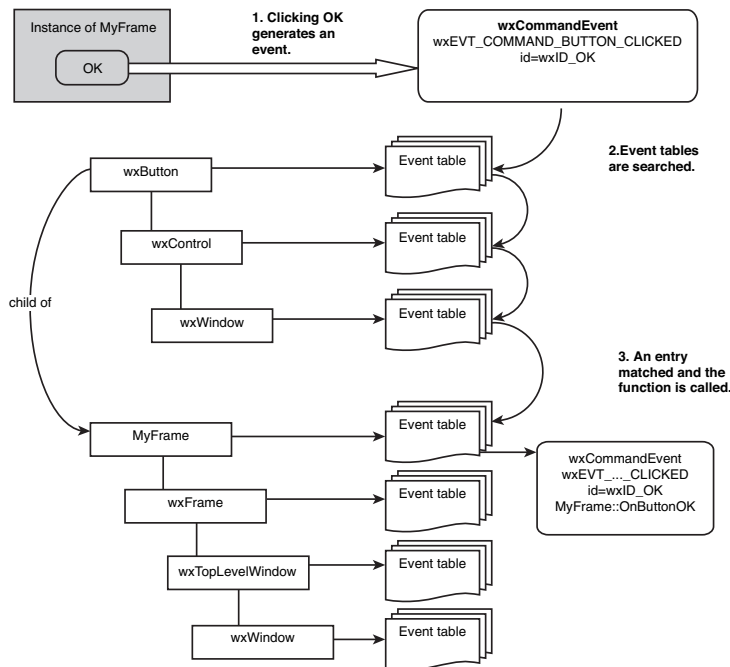 Instance of MyFrame
OK
1. Clicking OK
generates an
event.
wxCommandEvent
wxEVT_COMMAND_BUTTON_CLICKED
id=wxID_OK
wxButton
Event table
2.Event tables
are searched.
wxControl
Event table
child of
wxWindow
Event table
3. An entry
matched and the
function is called.
MyFrame
Event table
wxCommandEvent
wxEVT_..._CLICKED
id=wxID_OK
MyFrame::OnButtonOK
wxFrame
Event table
wxTopLevelWindow
Event table
wxWindow
Event table